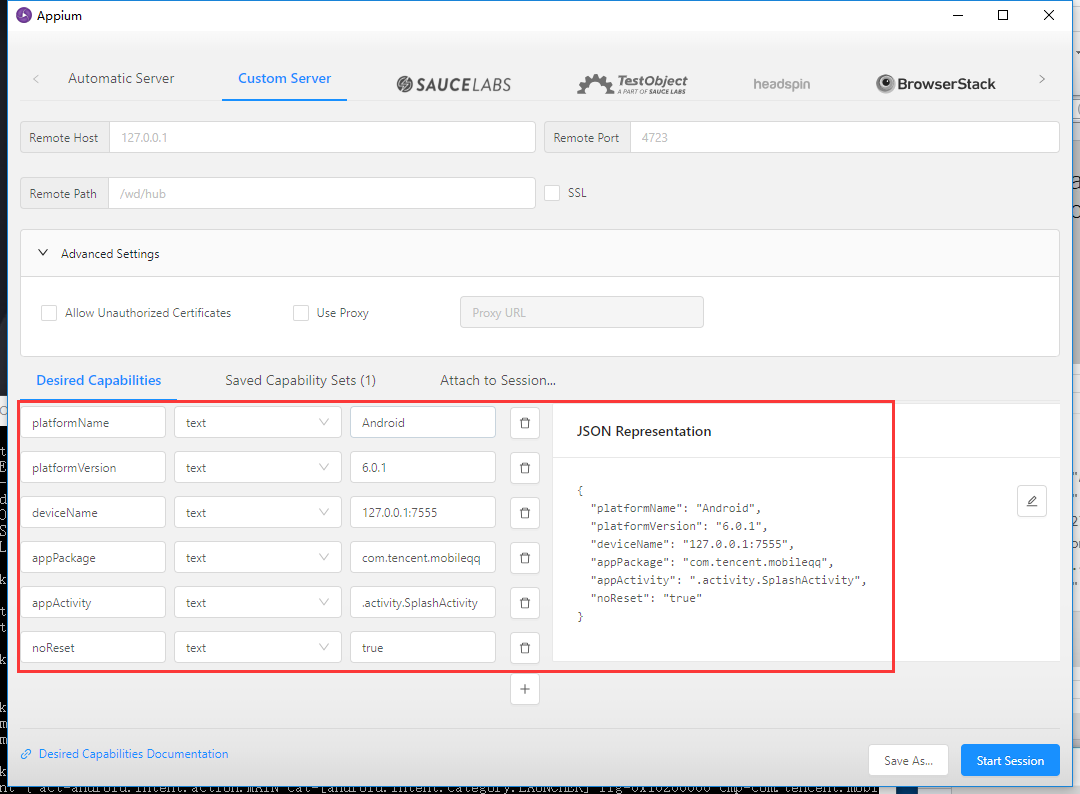 Appium
Automatic Server
Custom Server
SAUCELABS
TestObject
A PART OF SAUCE LABS
headspin
BrowserStack
Remote Host
127.0.0.1
Remote Port
4723
Remote Path
/wd/hub
SSL
Advanced Settings
Allow Unauthorized Certificates
Use Proxy
Proxy URL
Desired Capabilities
Saved Capability Sets (1)
Attach to Session...
platformName
text
Android
platformVersion
text
6.0.1
deviceName
text
127.0.0.1:7555
appPackage
text
com.tencent.mobileqq
appActivity
text
.activity.SplashActivity
noReset
text
true
JSON Representation
{
"platformName": "Android",
"platformVersion": "6.0.1",
"deviceName": "127.0.0.1:7555",
"appPackage": "com.tencent.mobileqq",
"appActivity": ".activity.SplashActivity",
"noReset": "true"
}
Desired Capabilities Documentation
Save As...
Start Session